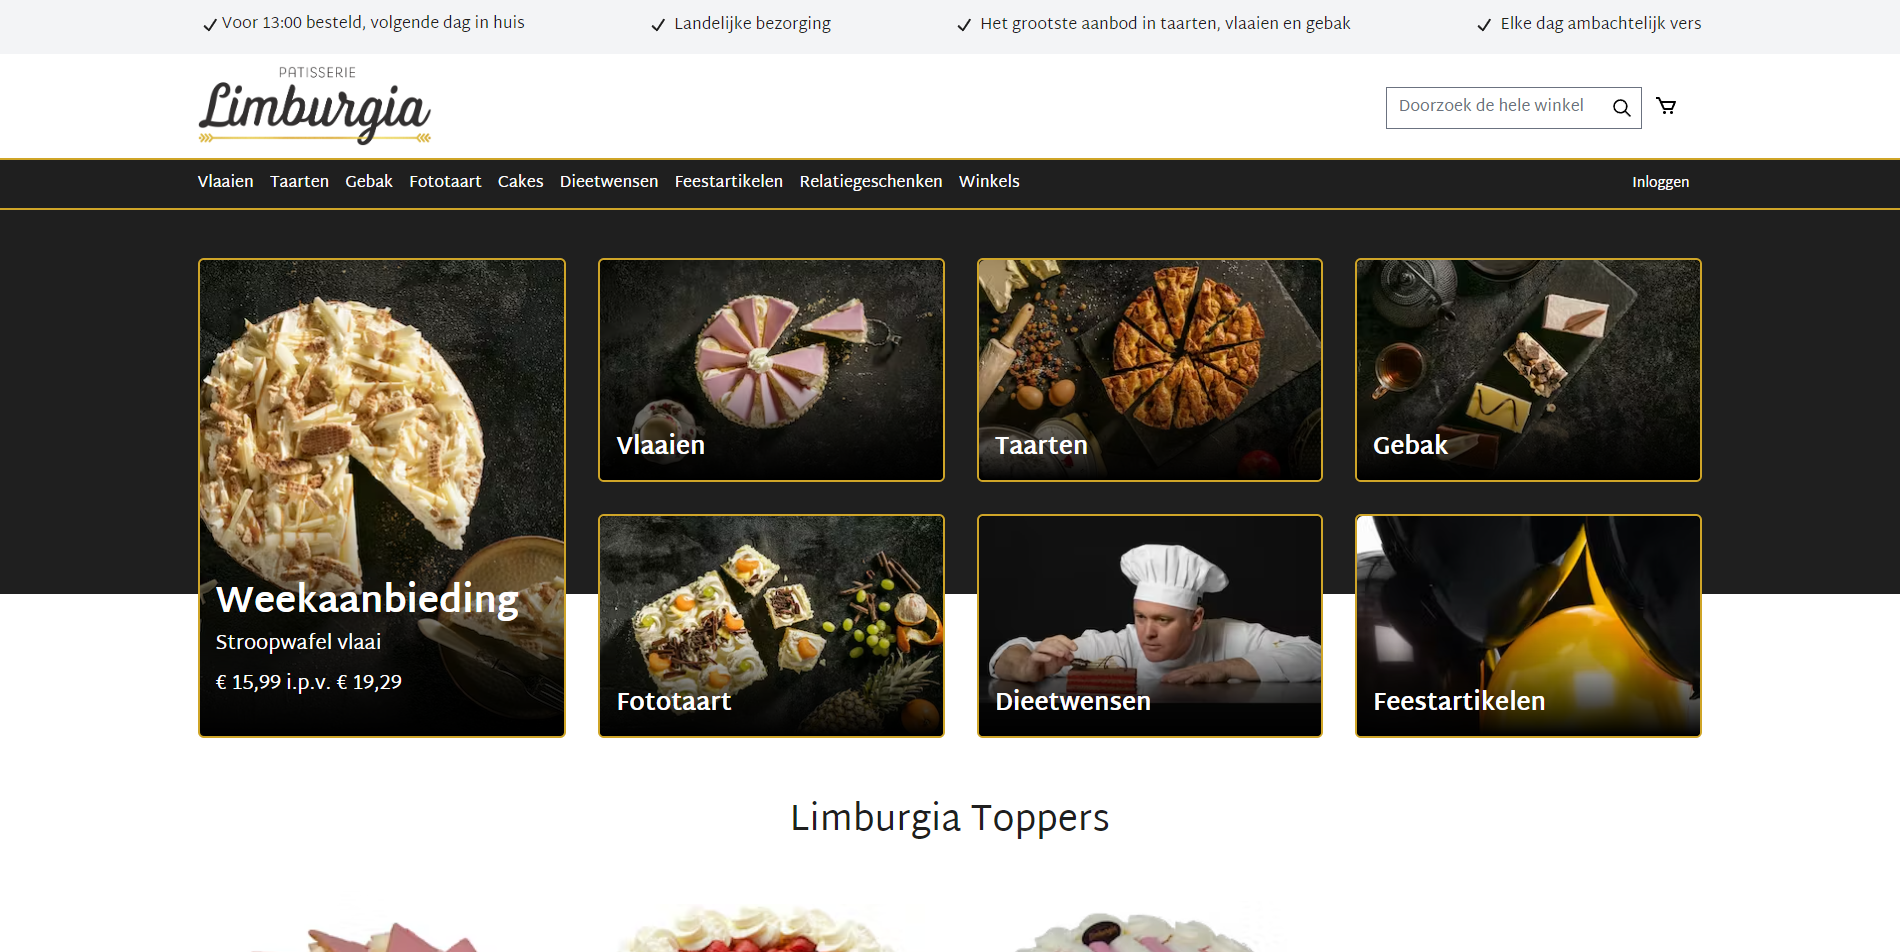 Voor 13:00 besteld, volgende dag in huis
Landelijke bezorging
Het grootste aanbod in taarten, vlaaien en gebak
Elke dag ambachtelijk vers
PATISSERIE
Limburgia
Doorzoek de hele winkel
Vlaaien Taarten Gebak Fototaart Cakes Dieetwensen Feestartikelen Relatiegeschenken Winkels
Inloggen
Weekaanbieding
Stroopwafel vlaai
€ 15,99 i.p.v. € 19,29
Vlaaien
Taarten
Gebak
Fototaart
Dieetwensen
Feestartikelen
Limburgia Toppers